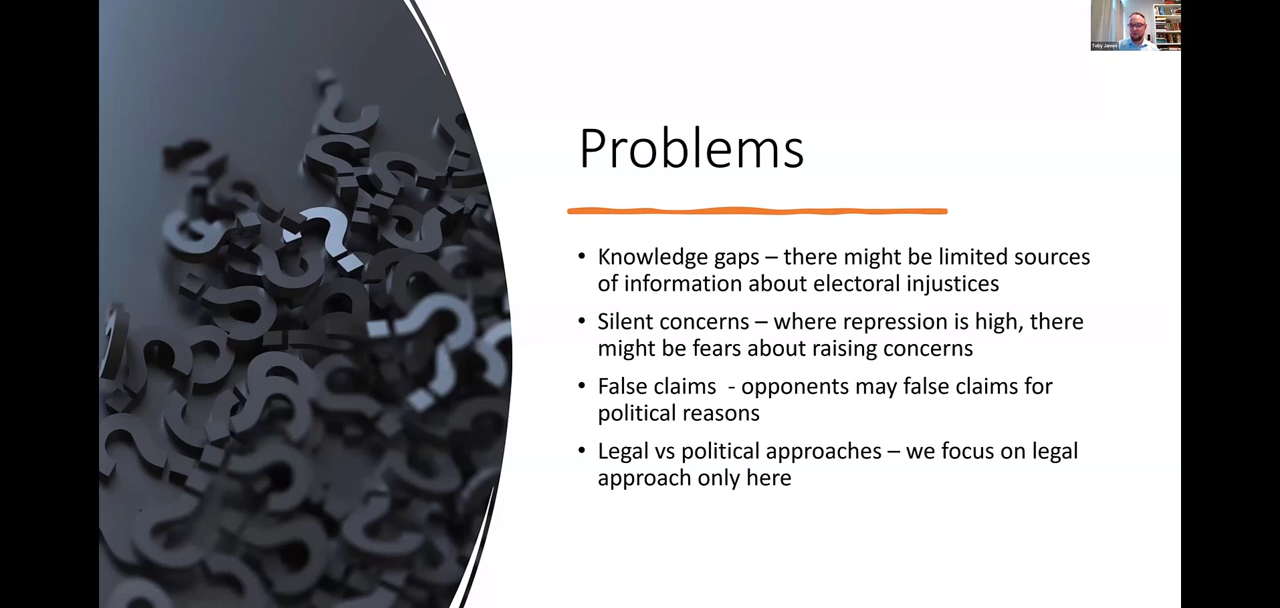 Toby James
Problems
• Knowledge gaps – there might be limited sources
of information about electoral injustices
• Silent concerns – where repression is high, there
might be fears about raising concerns
• False claims  - opponents may false claims for
political reasons
• Legal vs political approaches – we focus on legal
approach only here